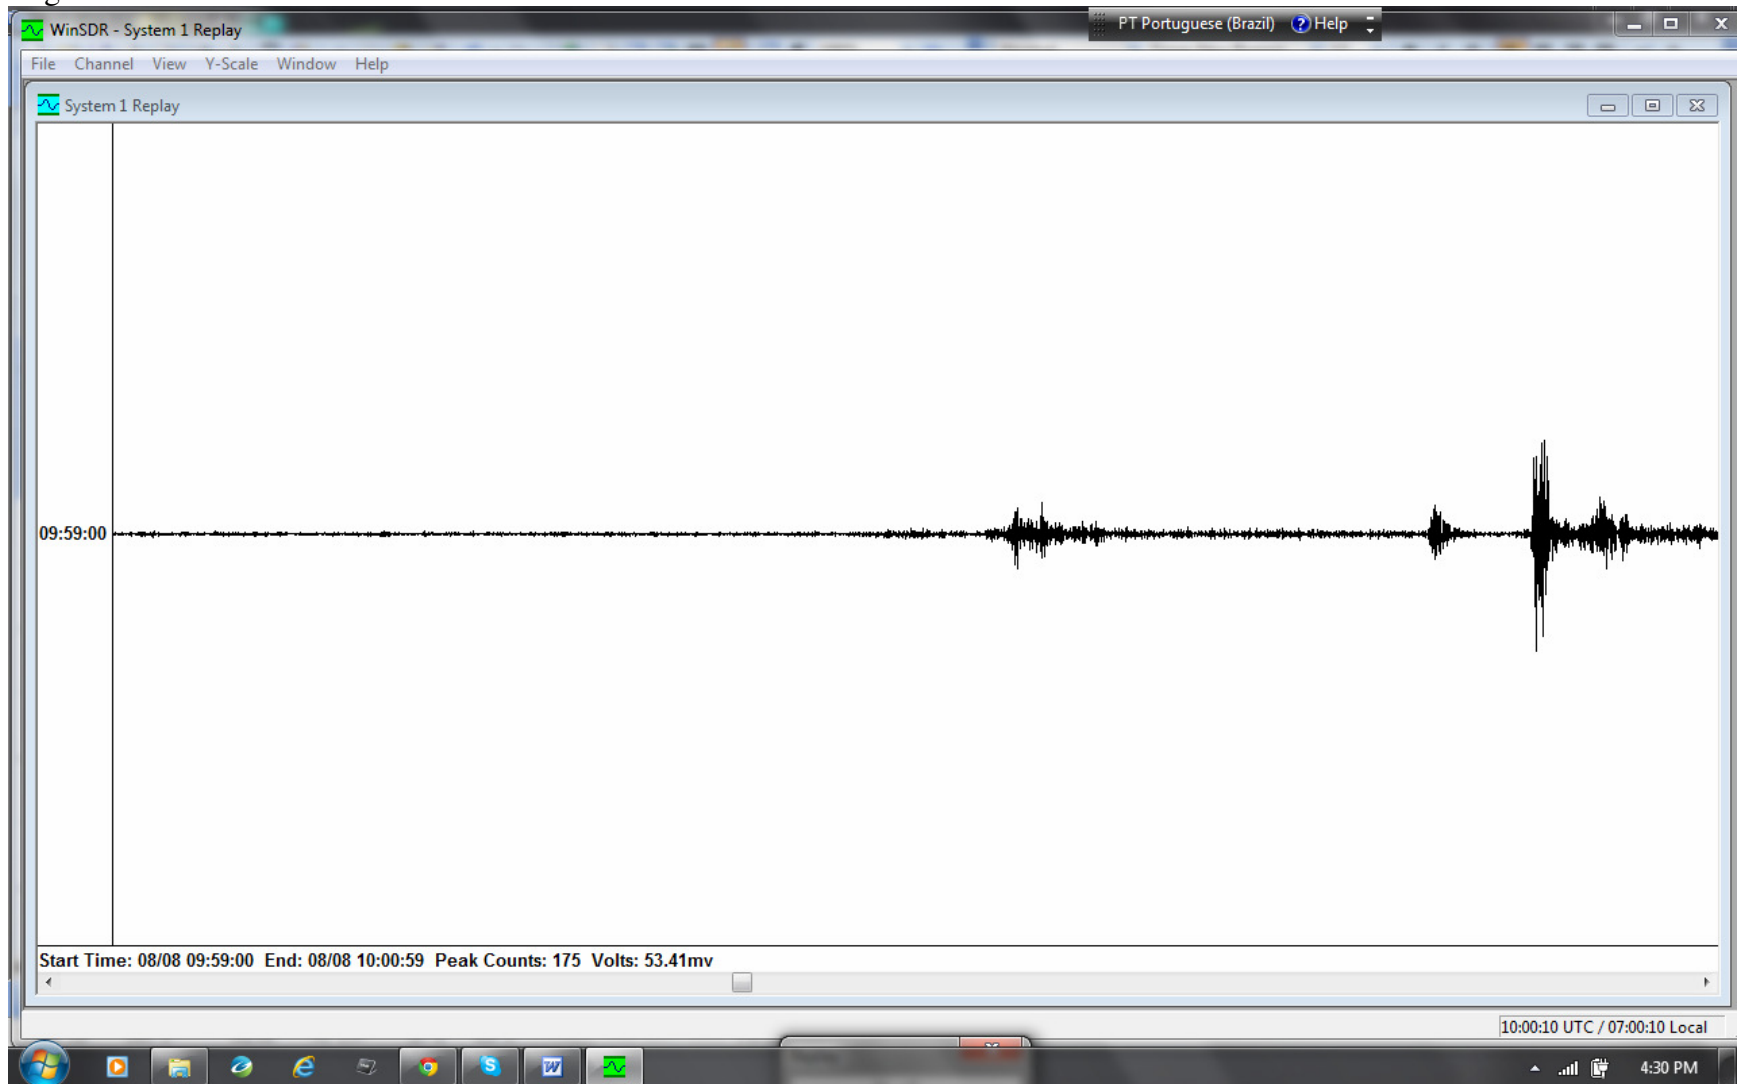 WinSDR - System 1 Replay
PT Portuguese (Brazil) Help
File Channel View Y-Scale Window Help
System 1 Replay
09:59:00
Start Time: 08/08 09:59:00 End: 08/08 10:00:59 Peak Counts: 175 Volts: 53.41mv
10:00:10 UTC / 07:00:10 Local
4:30 PM